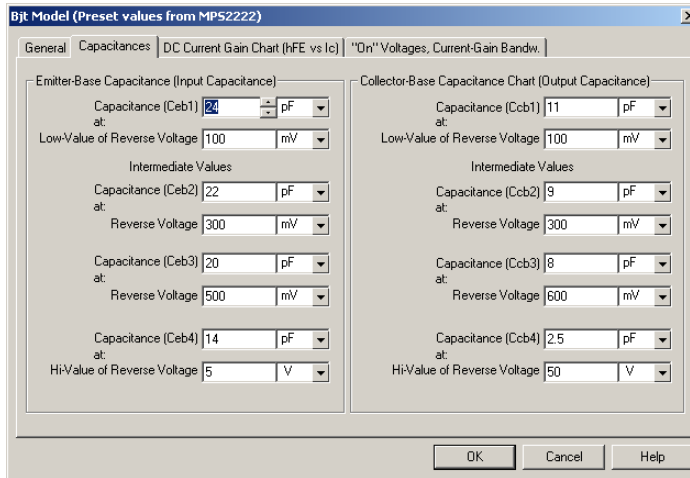 Bjt Model (Preset values from MPS2222)
General Capacitances DC Current Gain Chart (hFE vs Ic) "On" Voltages, Current-Gain Bandw.
Emitter-Base Capacitance (Input Capacitance)
Capacitance (Ceb1) 24 pF
at:
Low-Value of Reverse Voltage 100 mV
Intermediate Values
Capacitance (Ceb2) 22 pF
at:
Reverse Voltage 300 mV
Capacitance (Ceb3) 20 pF
at:
Reverse Voltage 500 mV
Capacitance (Ceb4) 14 pF
at:
Hi-Value of Reverse Voltage 5 V
Collector-Base Capacitance Chart (Output Capacitance)
Capacitance (Ccb1) 11 pF
at:
Low-Value of Reverse Voltage 100 mV
Intermediate Values
Capacitance (Ccb2) 9 pF
at:
Reverse Voltage 300 mV
Capacitance (Ccb3) 8 pF
at:
Reverse Voltage 600 mV
Capacitance (Ccb4) 2.5 pF
at:
Hi-Value of Reverse Voltage 50 V
OK Cancel Help